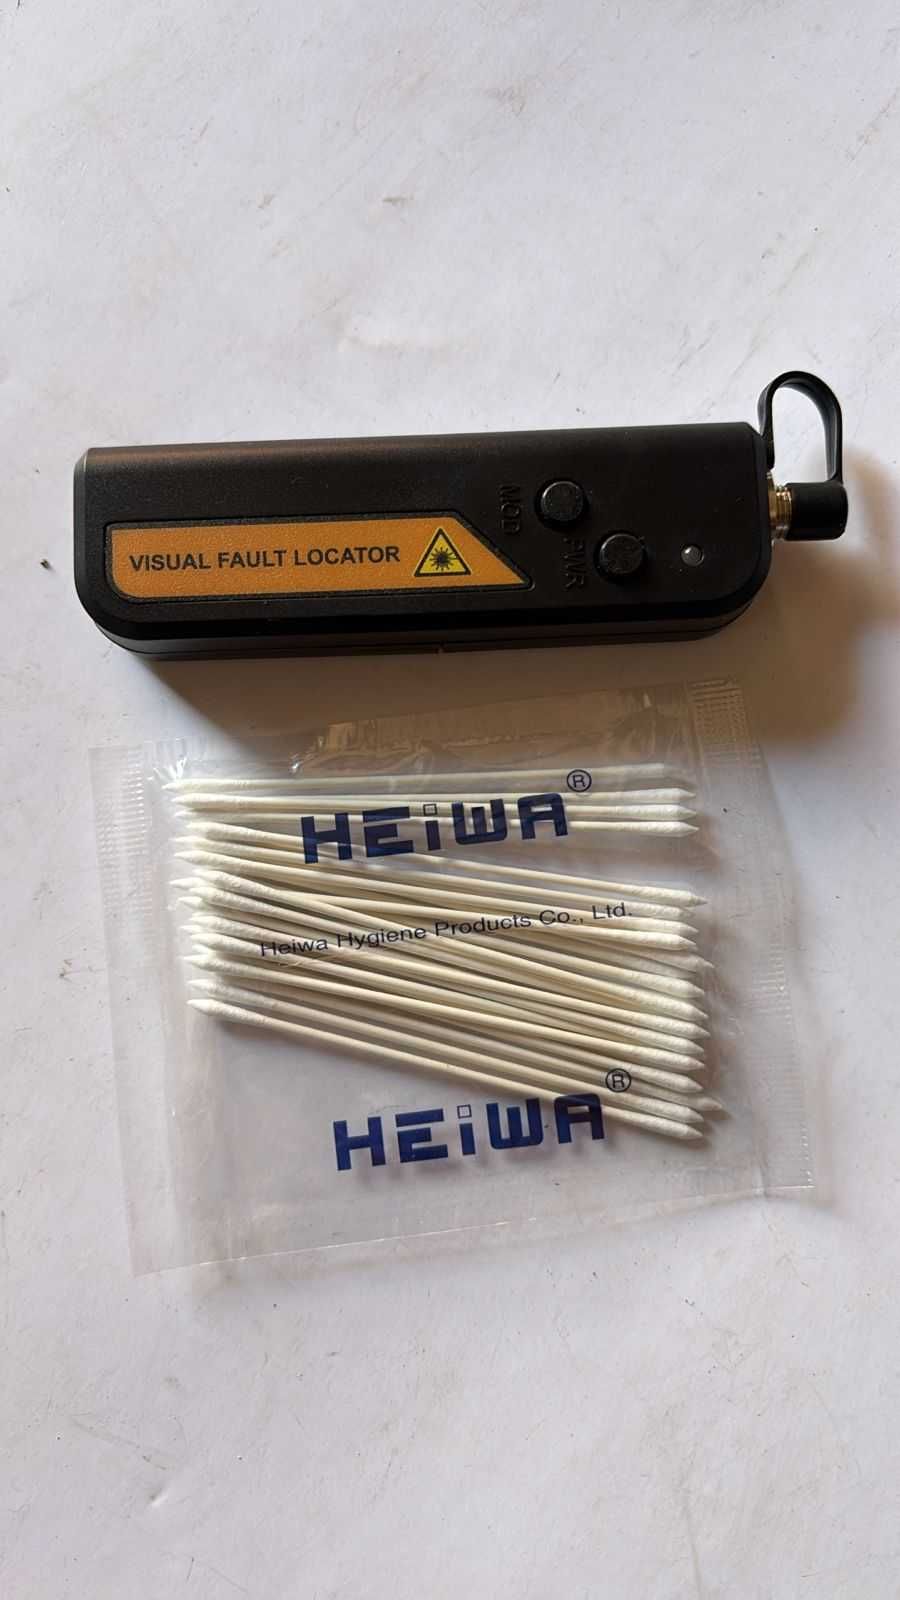 MOD
PWR
VISUAL FAULT LOCATOR
HEiWA®
Heiwa Hygiene Products Co., Ltd.
HEiWA®